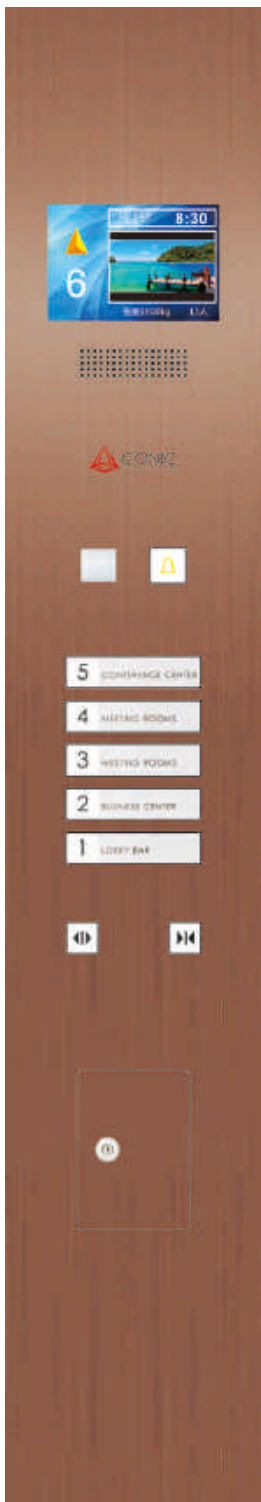 8:30
6
5 CONFERENCE CENTER
4 MEETING ROOMS
3 MEETING ROOMS
2 BUSINESS CENTER
1 LOBBY BAR